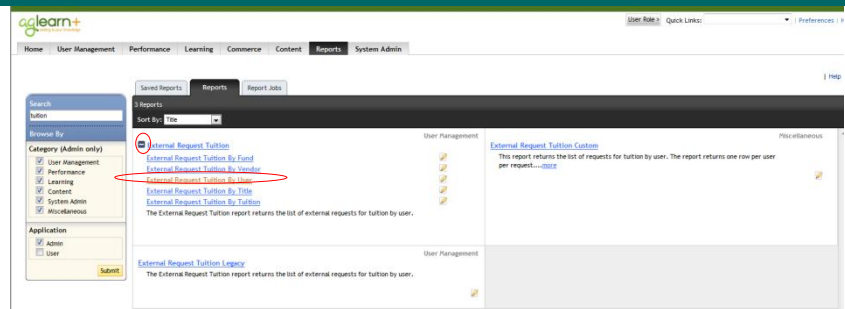 aglearn+
User Role > Quick Links: | Preferences |
Home User Management Performance Learning Commerce Content Reports System Admin
| Help
Saved Reports Reports Report Jobs
Search
tuition
3 Reports
Sort By: Title
Browse By
Category (Admin only)
User Management
Performance
Learning
Content
System Admin
Miscellaneous
Application
Admin
User
Submit
User Management
External Request Tuition
External Request Tuition By Fund
External Request Tuition By Vendor
External Request Tuition By User
External Request Tuition By Title
External Request Tuition By Tuition
The External Request Tuition report returns the list of external requests for tuition by user.
Miscellaneous
External Request Tuition Custom
This report returns the list of requests for tuition by user. The report returns one row per user
per request....more
User Management
External Request Tuition Legacy
The External Request Tuition report returns the list of external requests for tuition by user.